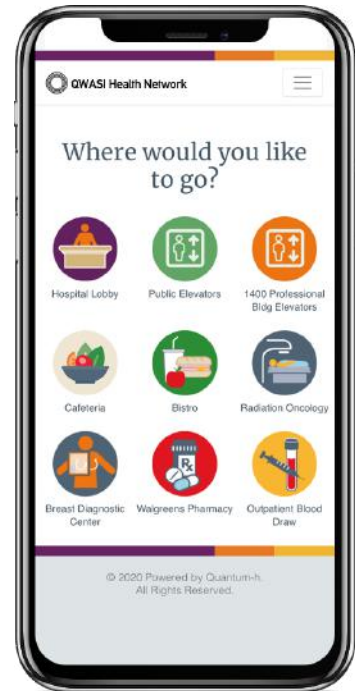 QWASI Health Network
Where would you like
to go?
Hospital Lobby
Public Elevators
1400 Professional
Bldg Elevators
Cafeteria
Bistro
Radiation Oncology
Breast Diagnostic
Center
Walgreens Pharmacy
Rx
Outpatient Blood
Draw
© 2020 Powered by Quantum-h.
All Rights Reserved.